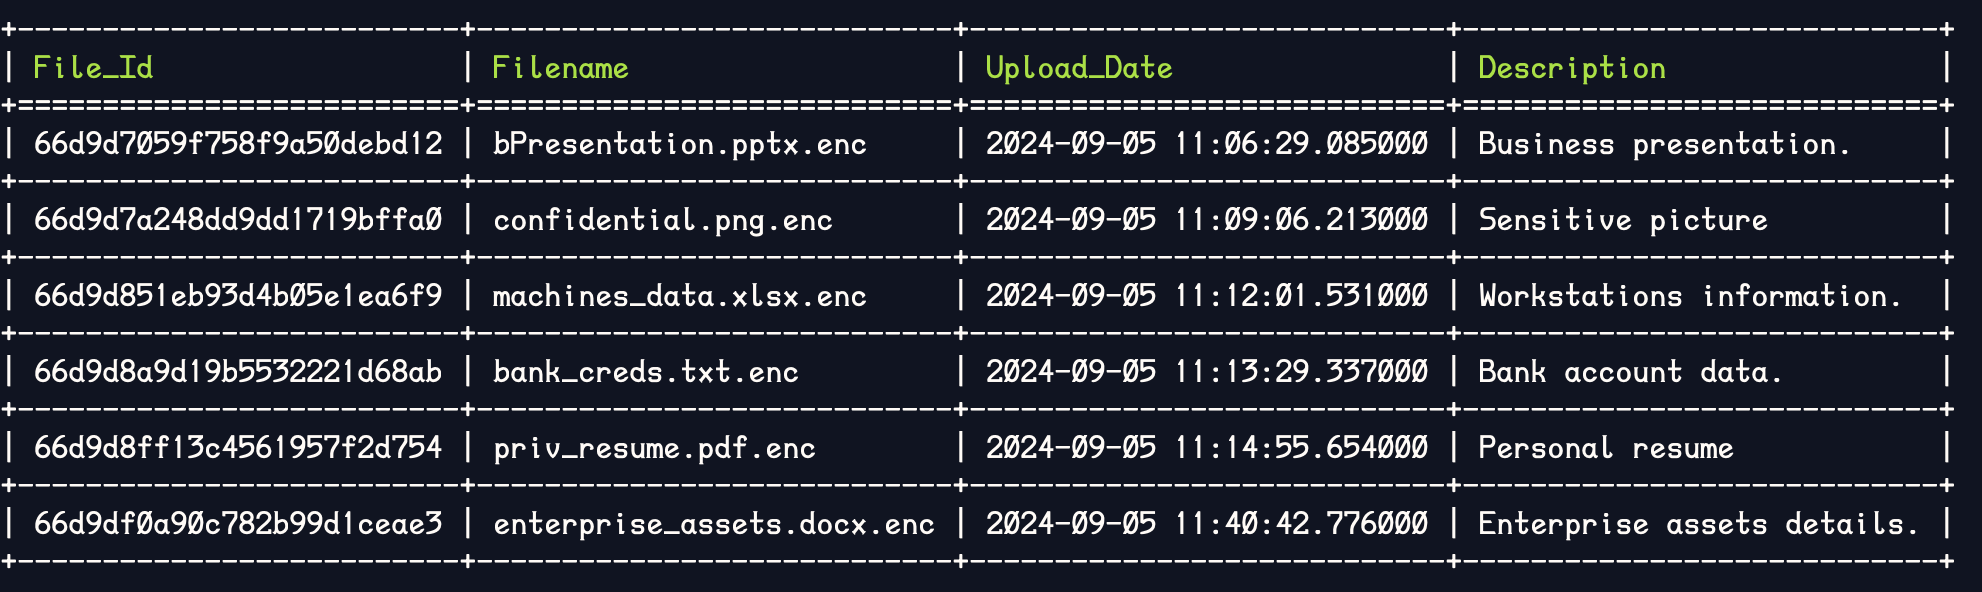 +--------------------------+----------------------------+----------------------------+----------------------------+
| File_Id                  | Filename                   | Upload_Date                | Description                |
+==========================+============================+============================+============================+
| 66d9d7059f758f9a50debd12 | bPresentation.pptx.enc     | 2024-09-05 11:06:29.085000 | Business presentation.     |
+--------------------------+----------------------------+----------------------------+----------------------------+
| 66d9d7a248dd9dd1719bffa0 | confidential.png.enc       | 2024-09-05 11:09:06.213000 | Sensitive picture          |
+--------------------------+----------------------------+----------------------------+----------------------------+
| 66d9d851eb93d4b05e1ea6f9 | machines_data.xlsx.enc     | 2024-09-05 11:12:01.531000 | Workstations information.  |
+--------------------------+----------------------------+----------------------------+----------------------------+
| 66d9d8a9d19b5532221d68ab | bank_creds.txt.enc         | 2024-09-05 11:13:29.337000 | Bank account data.         |
+--------------------------+----------------------------+----------------------------+----------------------------+
| 66d9d8ff13c4561957f2d754 | priv_resume.pdf.enc        | 2024-09-05 11:14:55.654000 | Personal resume            |
+--------------------------+----------------------------+----------------------------+----------------------------+
| 66d9df0a90c782b99d1ceae3 | enterprise_assets.docx.enc | 2024-09-05 11:40:42.776000 | Enterprise assets details. |
+--------------------------+----------------------------+----------------------------+----------------------------+